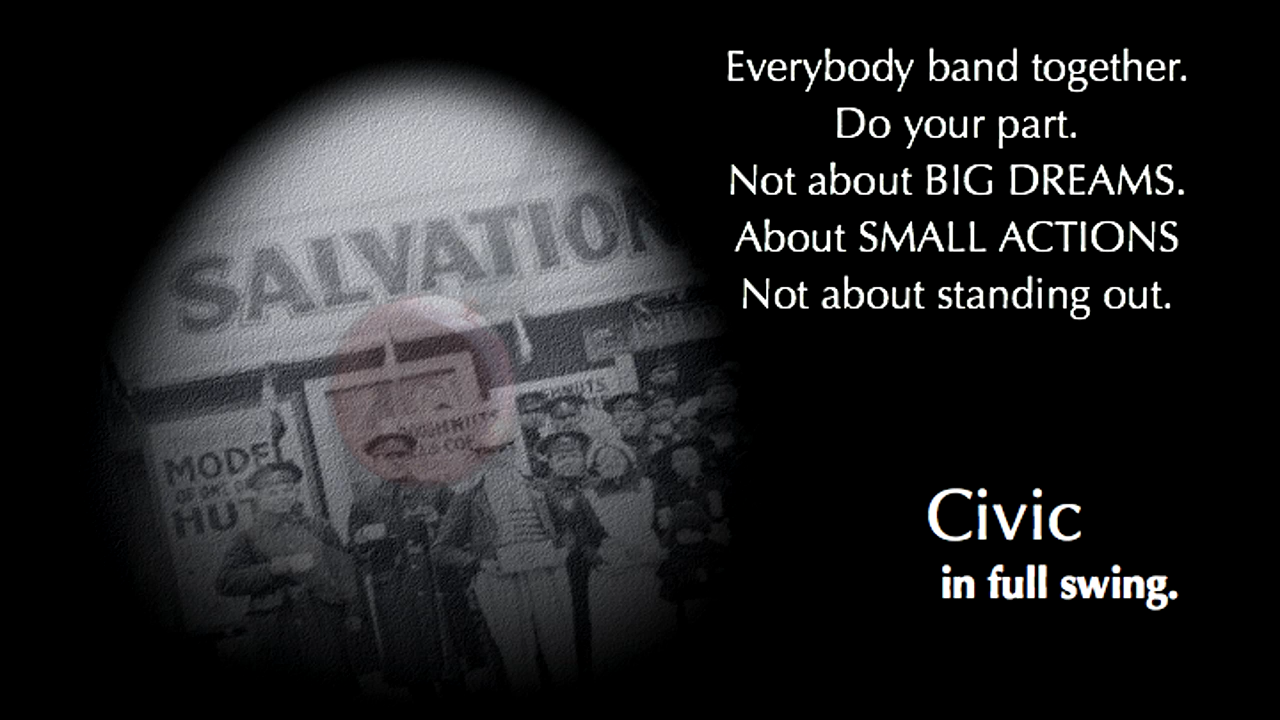 Everybody band together.
Do your part.
Not about BIG DREAMS.
About SMALL ACTIONS
Not about standing out.
SALVATION
MODEL
HUT
Civic
in full swing.